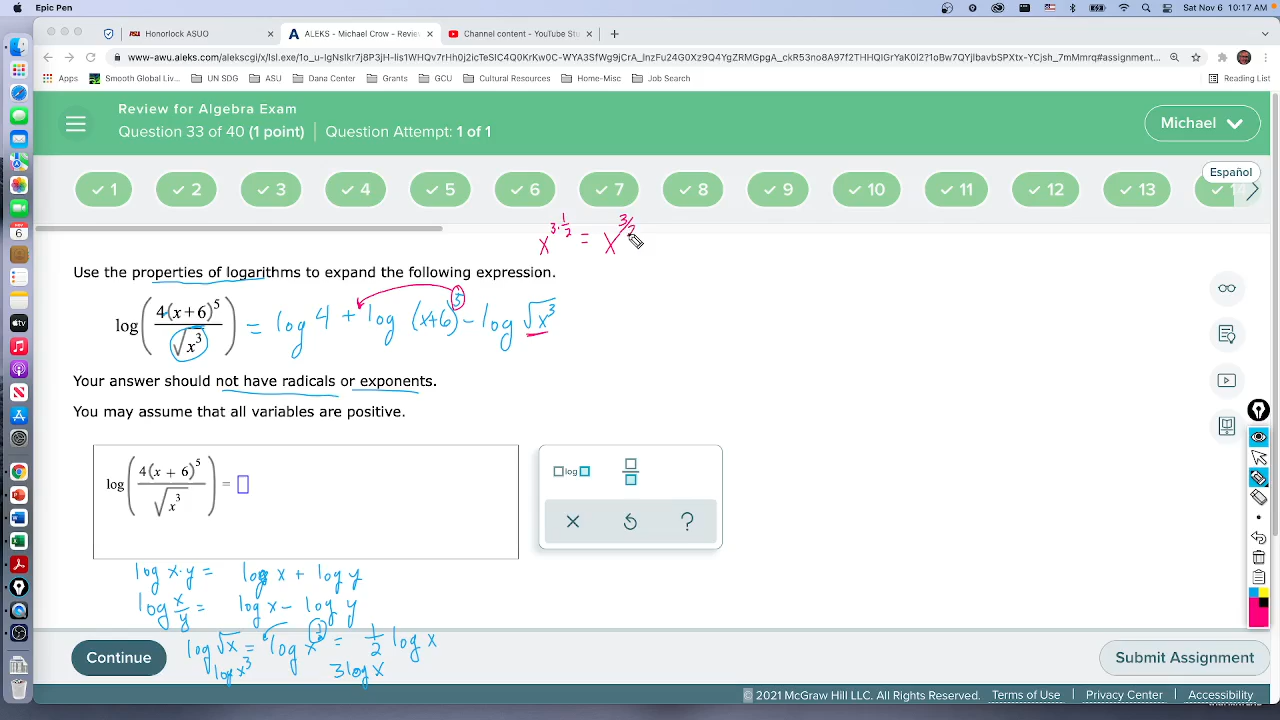 Epic Pen
Sat Nov 6 10:17 AM
Honorlock ASUO
ALEKS - Michael Crow - Revie
Channel content - YouTube Stu
Apps
Smooth Global Liv...
UN SDG
ASU
Dana Center
Grants
GCU
Cultural Resources
Home-Misc
Job Search
Reading List
Review for Algebra Exam
Question 33 of 40 (1 point)
Question Attempt: 1 of 1
Michael
Español
1 2 3 4 5 6 7 8 9 10 11 12 13 14
x^(3·1/2) = x^(3/2)
Use the properties of logarithms to expand the following expression.
log(4(x+6)^5/√x^3) = log 4 + log (x+6)^3 − log √x^3
Your answer should not have radicals or exponents.
You may assume that all variables are positive.
log(4(x + 6)^5/√x^3) = □
□log□
× ?
log x·y = log x + log y
log x/y = log x − log y
log √x = log x^(1/2) = 1/2 log x
log x^3 3 log x
Continue
Submit Assignment
© 2021 McGraw Hill LLC. All Rights Reserved. Terms of Use | Privacy Center | Accessibility